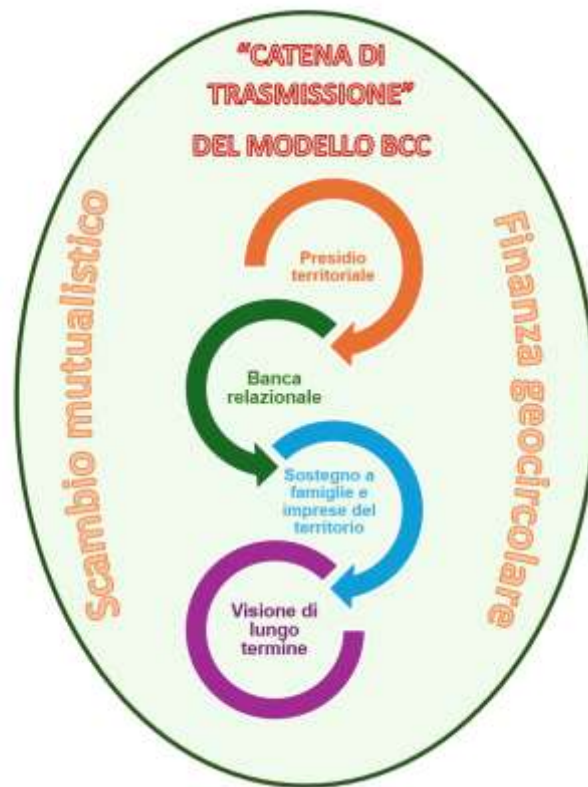 “CATENA DI
TRASMISSIONE”
DEL MODELLO BCC
Scambio mutualistico
Finanza geocircolare
Presidio
territoriale
Banca
relazionale
Sostegno a
famiglie e
imprese del
territorio
Visione di
lungo
termine